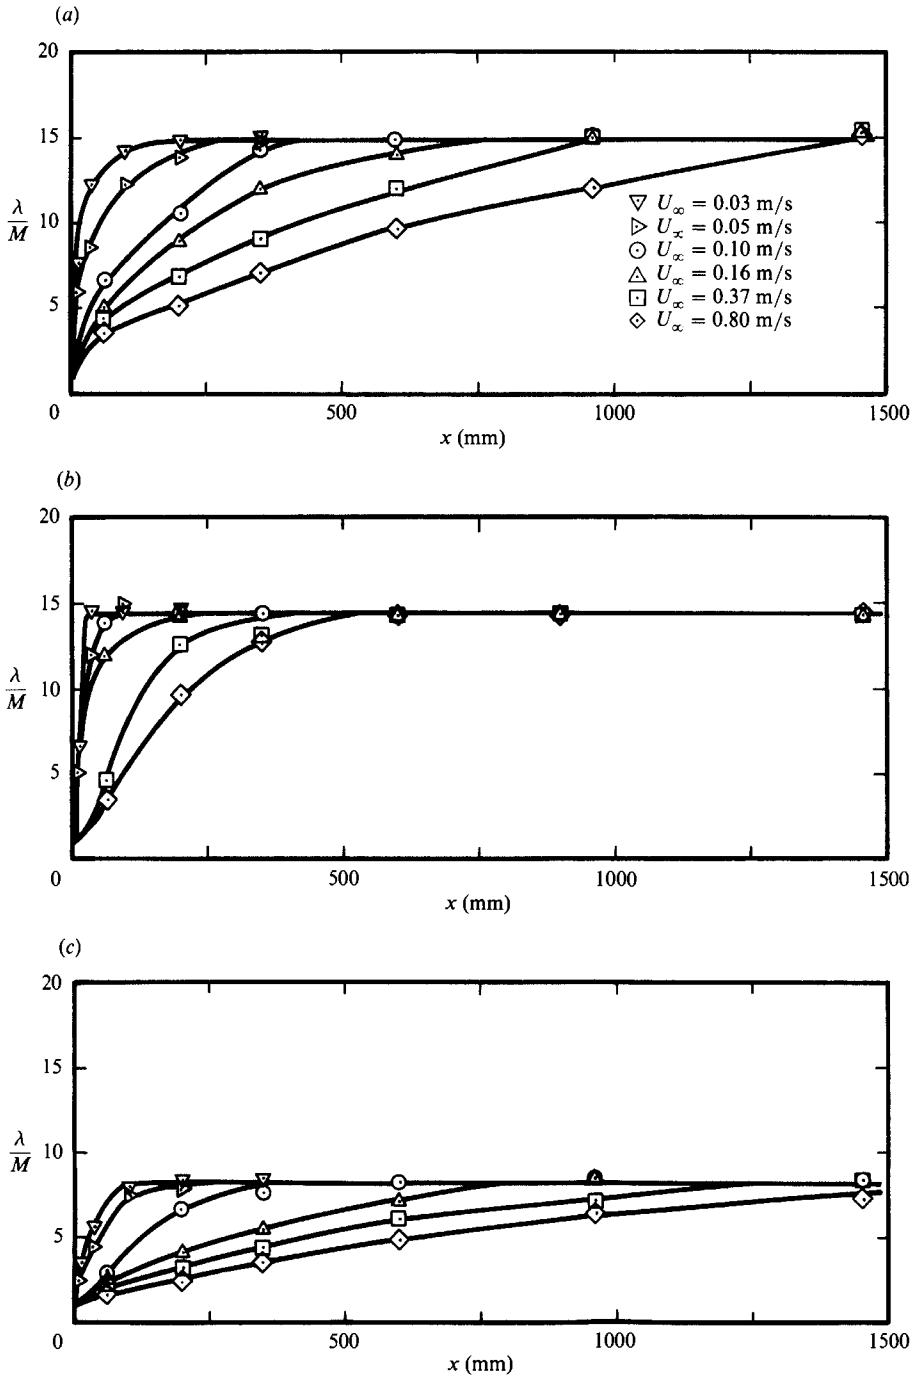 (a)
20
15
λ/M
10
5
0
500
1000
1500
x (mm)
▽ U∞ = 0.03 m/s
▷ U∞ = 0.05 m/s
○ U∞ = 0.10 m/s
△ U∞ = 0.16 m/s
□ U∞ = 0.37 m/s
◇ U∞ = 0.80 m/s
(b)
20
15
λ/M
10
5
0
500
1000
1500
x (mm)
(c)
20
15
λ/M
10
5
0
500
1000
1500
x (mm)